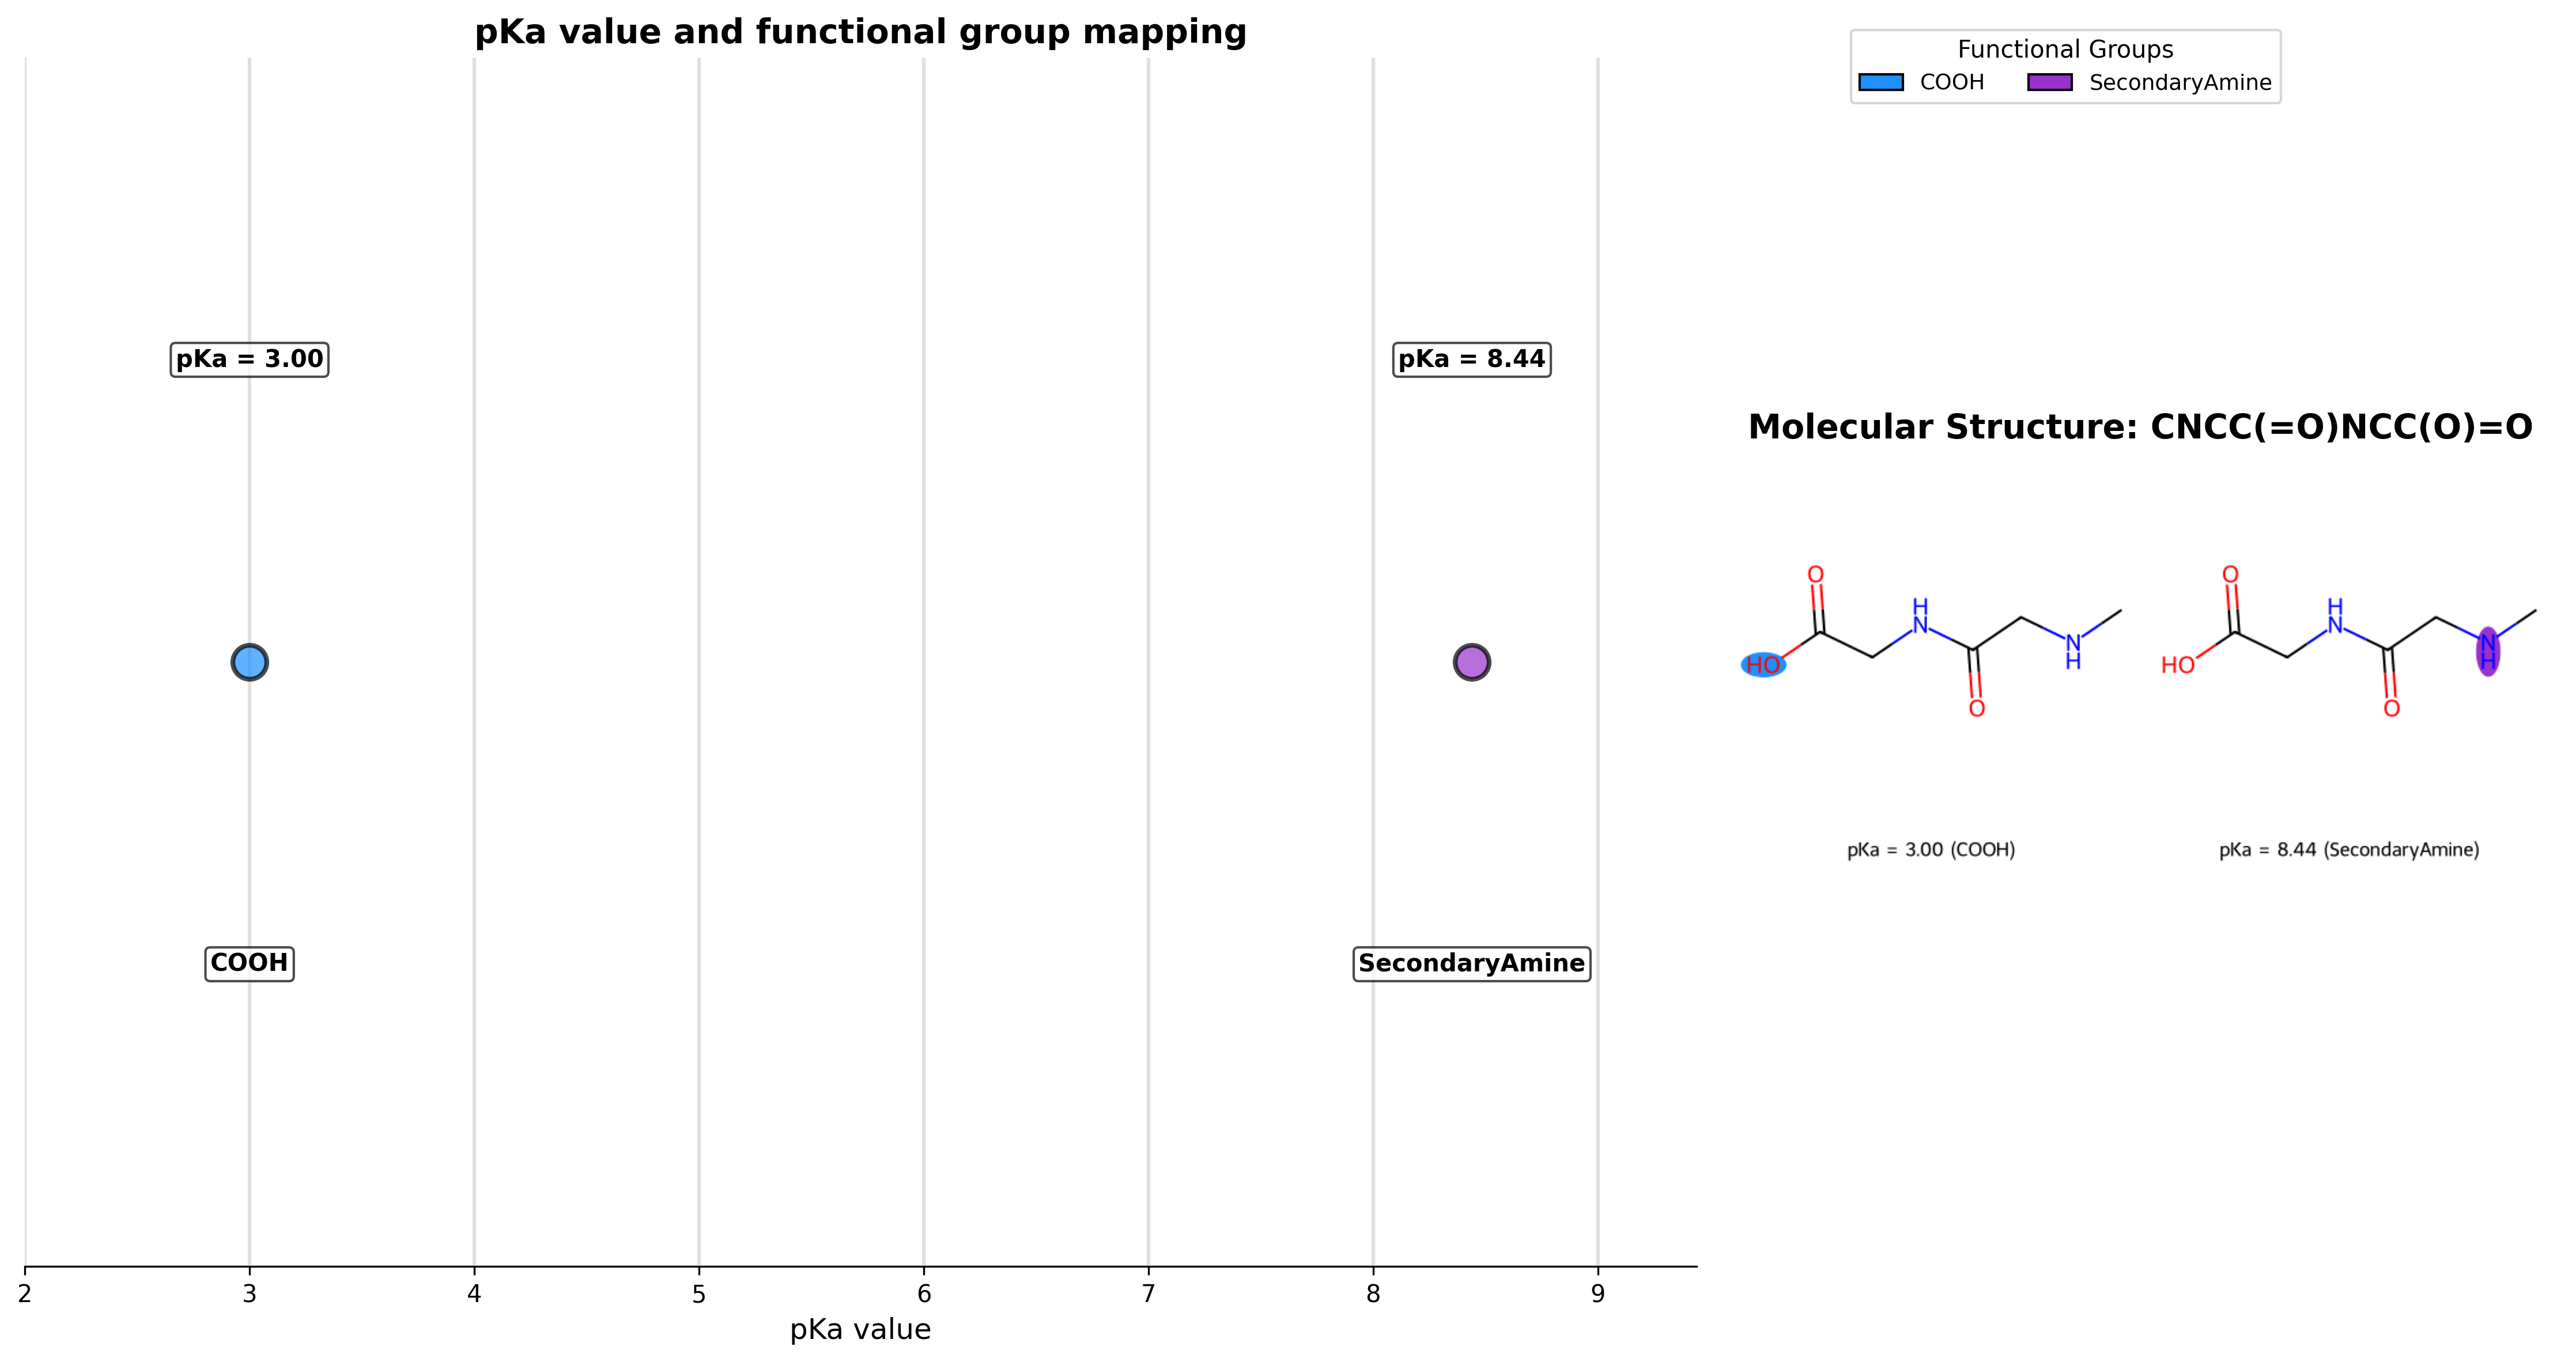 pKa value and functional group mapping
pKa = 3.00
pKa = 8.44
COOH
SecondaryAmine
2 3 4 5 6 7 8 9
pKa value
Functional Groups
COOH SecondaryAmine
Molecular Structure: CNCC(=O)NCC(O)=O
O
HO
H
N
O
N
H
O
HO
H
N
O
N
H
pKa = 3.00 (COOH)
pKa = 8.44 (SecondaryAmine)